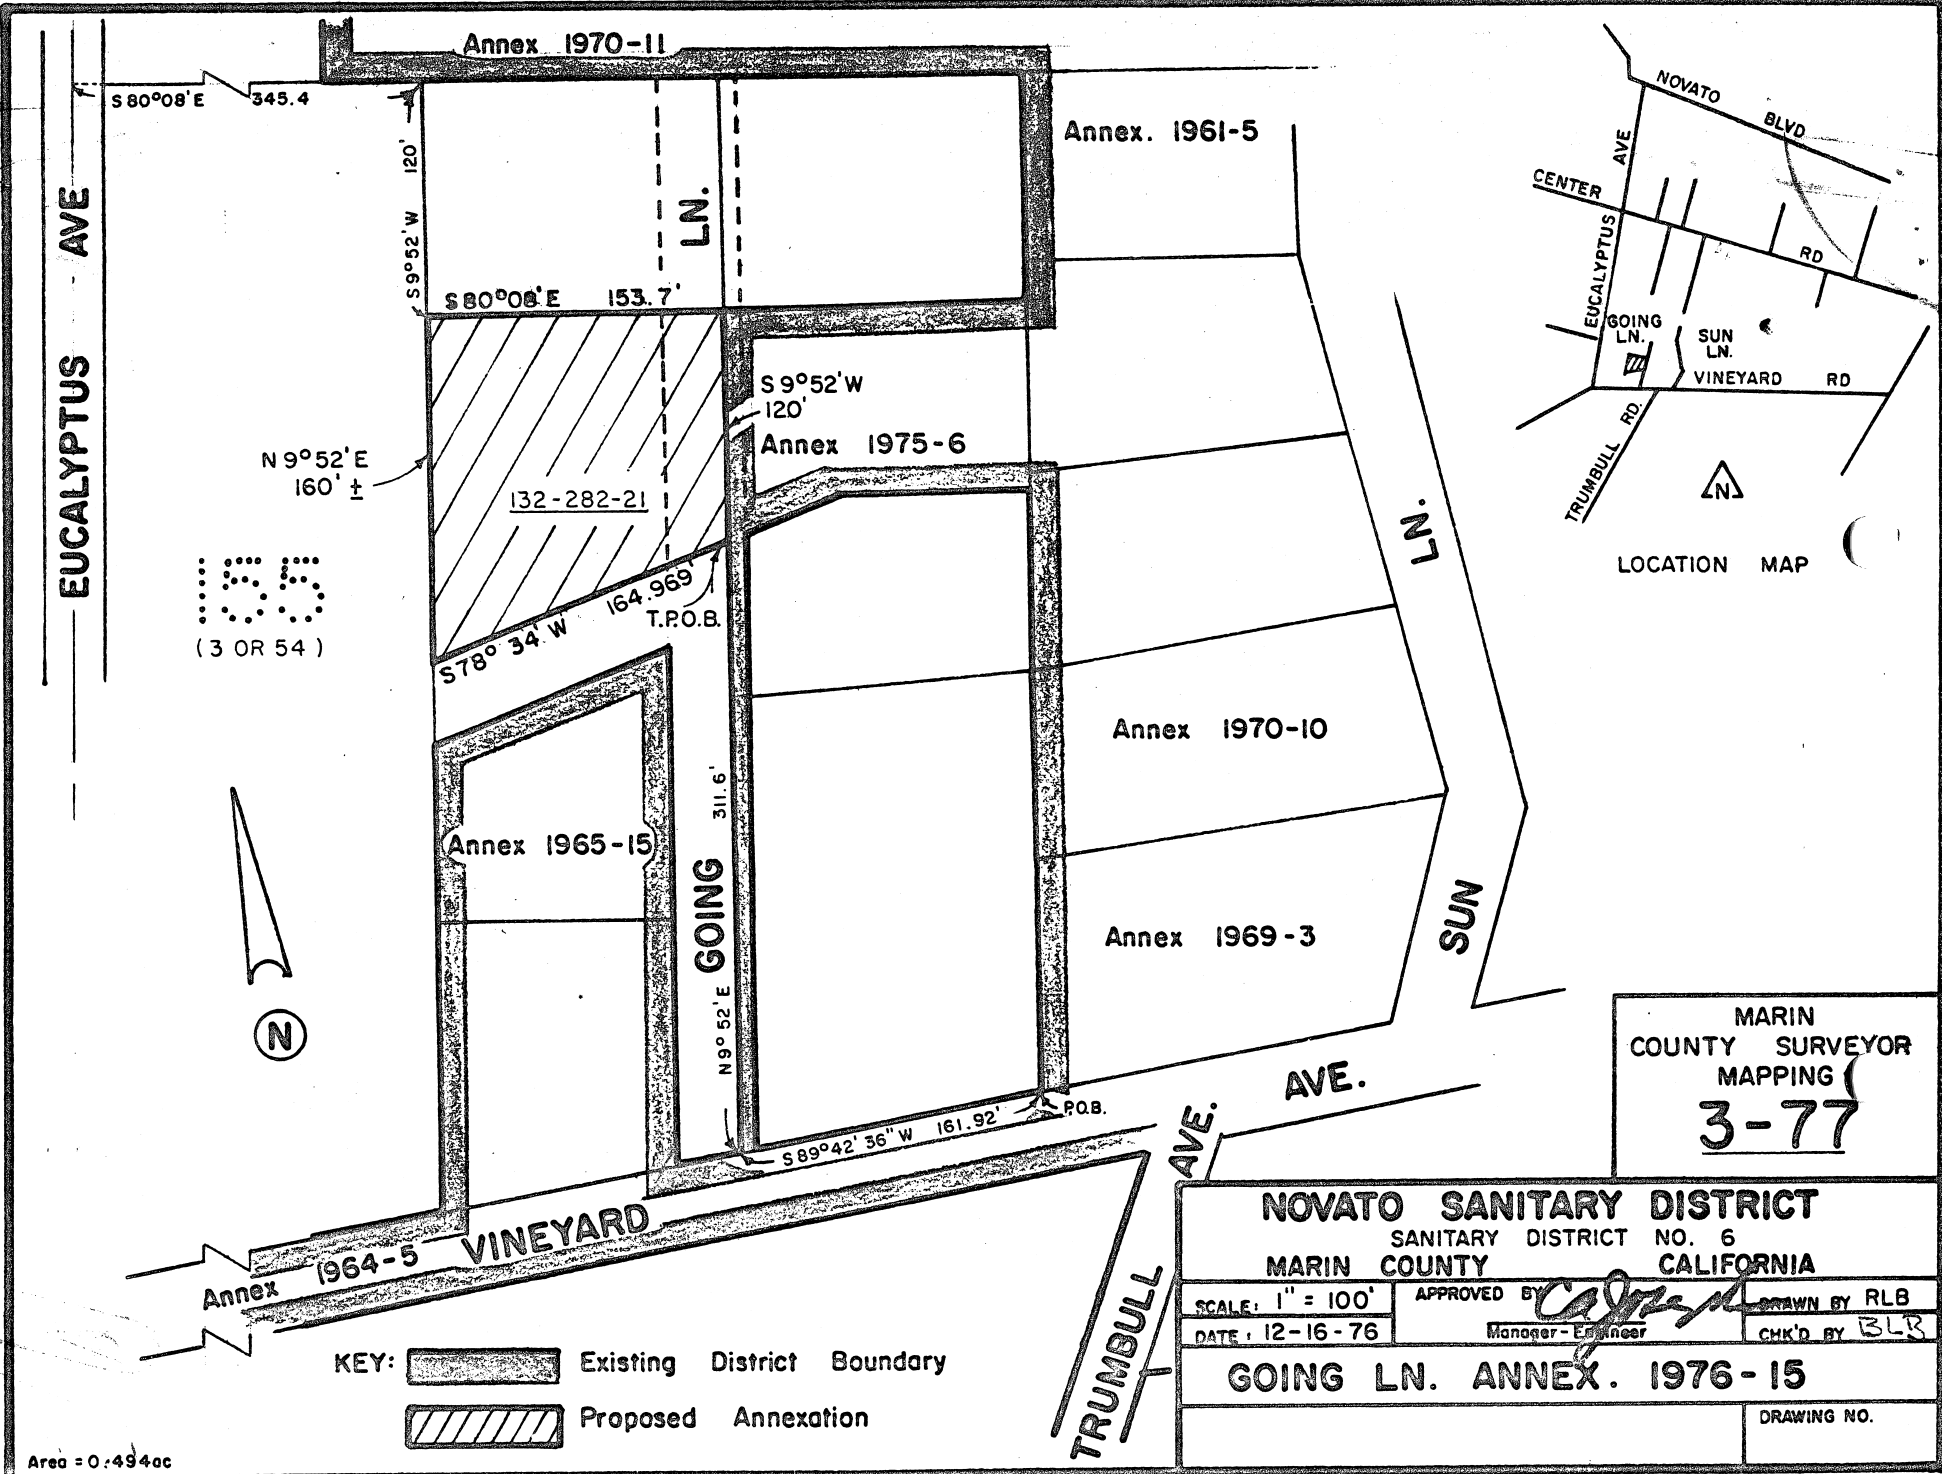 Annex 1970-11
S 80°08' E 345.4
120'
S 9°52' W
LN.
Annex. 1961-5
EUCALYPTUS AVE
S 80°08' E 153.7'
N 9°52' E
160' ±
132-282-21
S 9°52' W
120'
Annex 1975-6
155
(3 OR 54)
S 78° 34' W 164.969'
T.P.O.B.
LN.
Annex 1970-10
311.6'
Annex 1965-15
GOING
N 9° 52' E
Annex 1969-3
SUN
N
S 89°42' 36" W 161.92'
P.O.B.
AVE.
VINEYARD
Annex 1964-5
TRUMBULL AVE.
NOVATO BLVD
AVE
CENTER RD
EUCALYPTUS
GOING
LN.
SUN
LN.
VINEYARD RD
TRUMBULL RD.
N
LOCATION MAP
MARIN
COUNTY SURVEYOR
MAPPING
3-77
NOVATO SANITARY DISTRICT
SANITARY DISTRICT NO. 6
MARIN COUNTY CALIFORNIA
SCALE: 1" = 100'
APPROVED BY
DRAWN BY RLB
DATE: 12-16-76
Manager-Engineer
CHK'D BY BLB
GOING LN. ANNEX. 1976-15
DRAWING NO.
KEY:
Existing District Boundary
Proposed Annexation
Area = 0.494ac